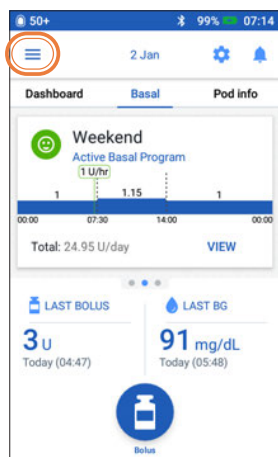 50+ 99% 07:14
2 Jan
Dashboard Basal Pod info
Weekend
Active Basal Program
1 U/hr
1 1.15 1
00:00 07:30 14:00 00:00
Total: 24.95 U/day VIEW
LAST BOLUS LAST BG
3 U 91 mg/dL
Today (04:47) Today (05:48)
Bolus